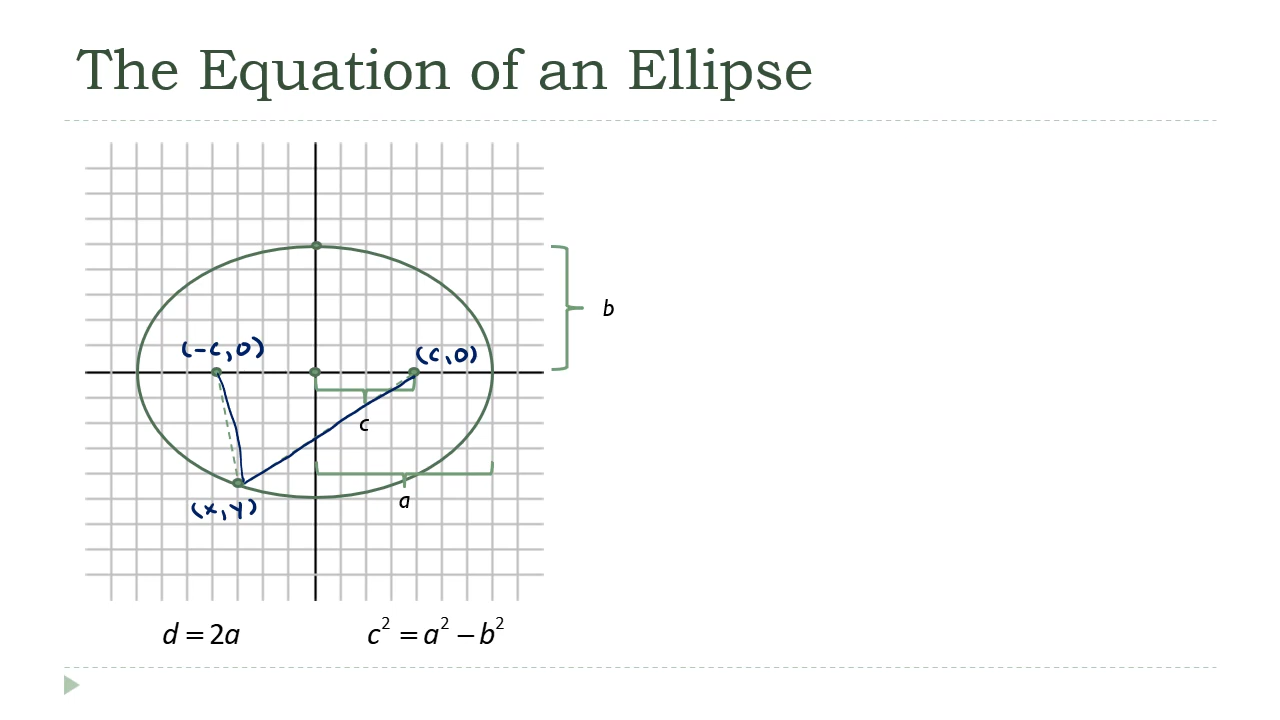 The Equation of an Ellipse
b
(-c,0)
(c,0)
c
a
(x,y)
d = 2a
c² = a² − b²